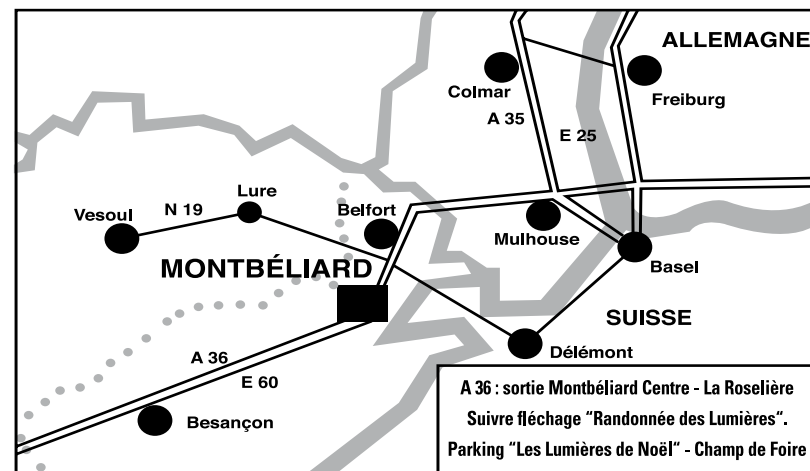 ALLEMAGNE
Colmar
Freiburg
A 35
E 25
Lure
Vesoul
N 19
Belfort
Mulhouse
Basel
MONTBÉLIARD
SUISSE
A 36
E 60
Délémont
Besançon
A 36 : sortie Montbéliard Centre - La Roselière
Suivre fléchage “Randonnée des Lumières“.
Parking “Les Lumières de Noël“ - Champ de Foire